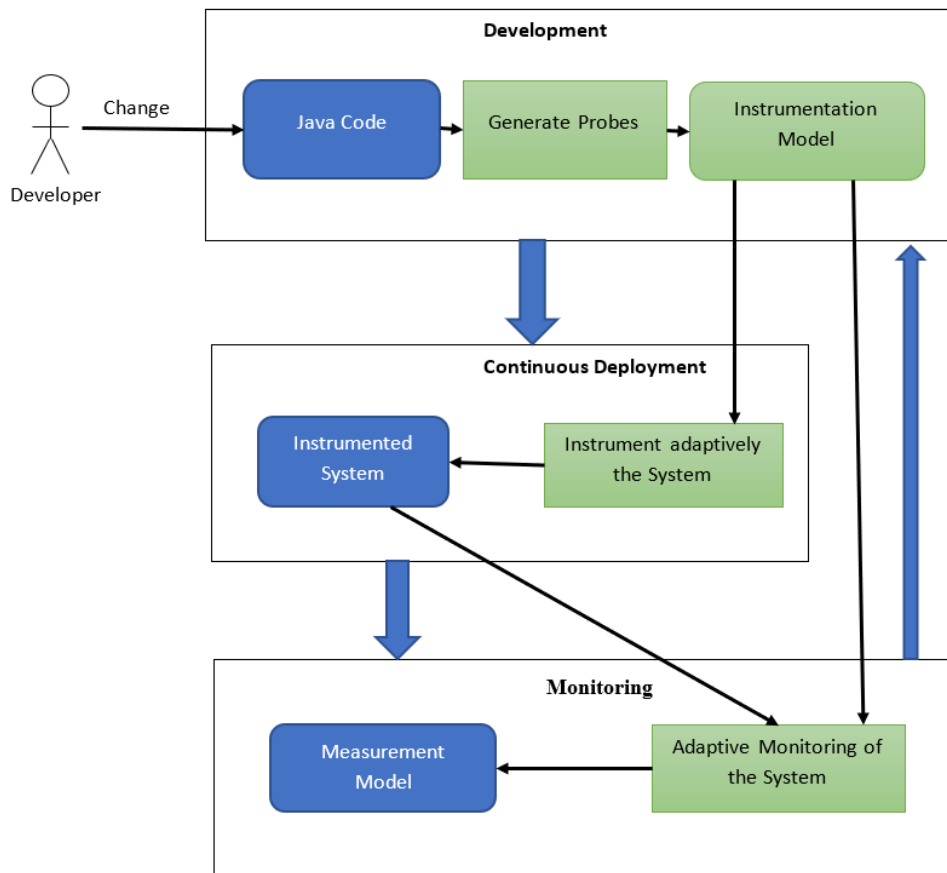 Development
Change
Java Code
Generate Probes
Instrumentation
Model
Developer
Continuous Deployment
Instrumented
System
Instrument adaptively
the System
Monitoring
Measurement
Model
Adaptive Monitoring of
the System